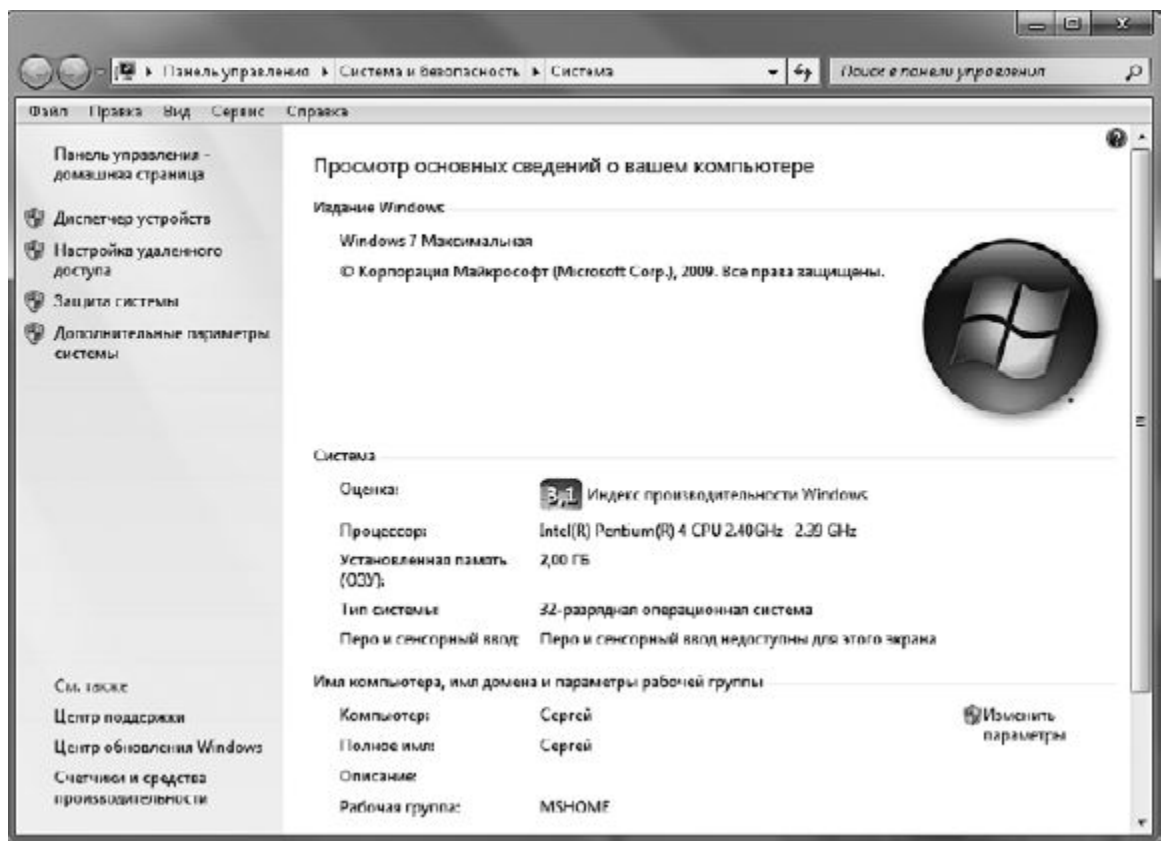 Панель управления ▸ Система и безопасность ▸ Система
Поиск в панели управления
Файл Правка Вид Сервис Справка
Панель управления -
домашняя страница
Диспетчер устройств
Настройка удаленного
доступа
Защита системы
Дополнительные параметры
системы
См. также
Центр поддержки
Центр обновления Windows
Счетчики и средства
производительности
Просмотр основных сведений о вашем компьютере
Издание Windows
Windows 7 Максимальная
© Корпорация Майкрософт (Microsoft Corp.), 2009. Все права защищены.
Система
Оценка: 3,1 Индекс производительности Windows
Процессор: Intel(R) Pentium(R) 4 CPU 2.40GHz 2.39 GHz
Установленная память 2,00 ГБ
(ОЗУ):
Тип системы: 32-разрядная операционная система
Перо и сенсорный ввод: Перо и сенсорный ввод недоступны для этого экрана
Имя компьютера, имя домена и параметры рабочей группы
Компьютер: Сергей
Изменить
параметры
Полное имя: Сергей
Описание:
Рабочая группа: MSHOME